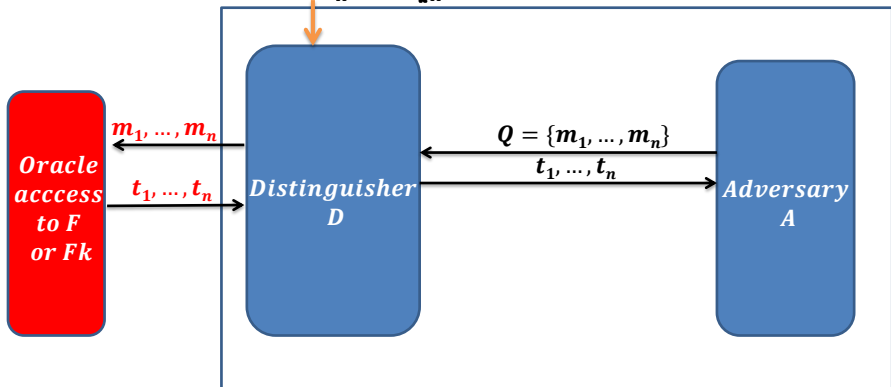 m₁, … , mₙ
Oracle
acccess
to F
or Fk
t₁, … , tₙ
Distinguisher
D
Q = {m₁, … , mₙ}
t₁, … , tₙ
Adversary
A